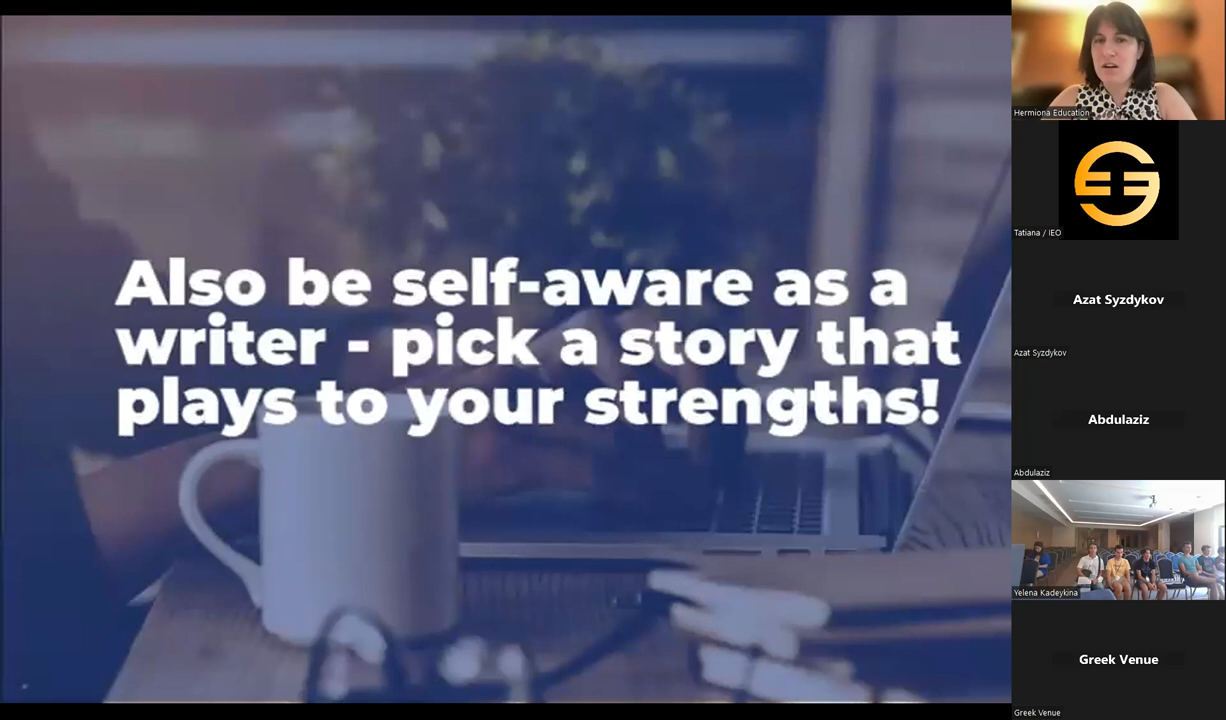 Also be self-aware as a
writer - pick a story that
plays to your strengths!
Hermiona Education
Tatiana / IEO
Azat Syzdykov
Azat Syzdykov
Abdulaziz
Abdulaziz
Yelena Kadeykina
Greek Venue
Greek Venue